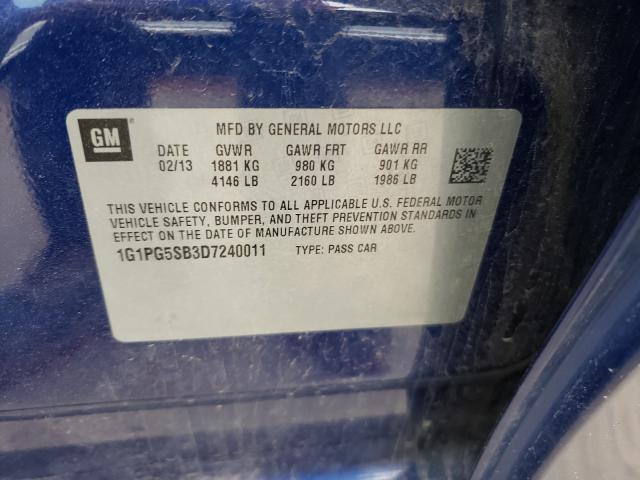 GM
MFD BY GENERAL MOTORS LLC
DATE GVWR GAWR FRT GAWR RR
02/13 1881 KG 980 KG 901 KG
4146 LB 2160 LB 1986 LB
THIS VEHICLE CONFORMS TO ALL APPLICABLE U.S. FEDERAL MOTOR
VEHICLE SAFETY, BUMPER, AND THEFT PREVENTION STANDARDS IN
EFFECT ON THE DATE OF MANUFACTURE SHOWN ABOVE.
1G1PG5SB3D7240011 TYPE: PASS CAR